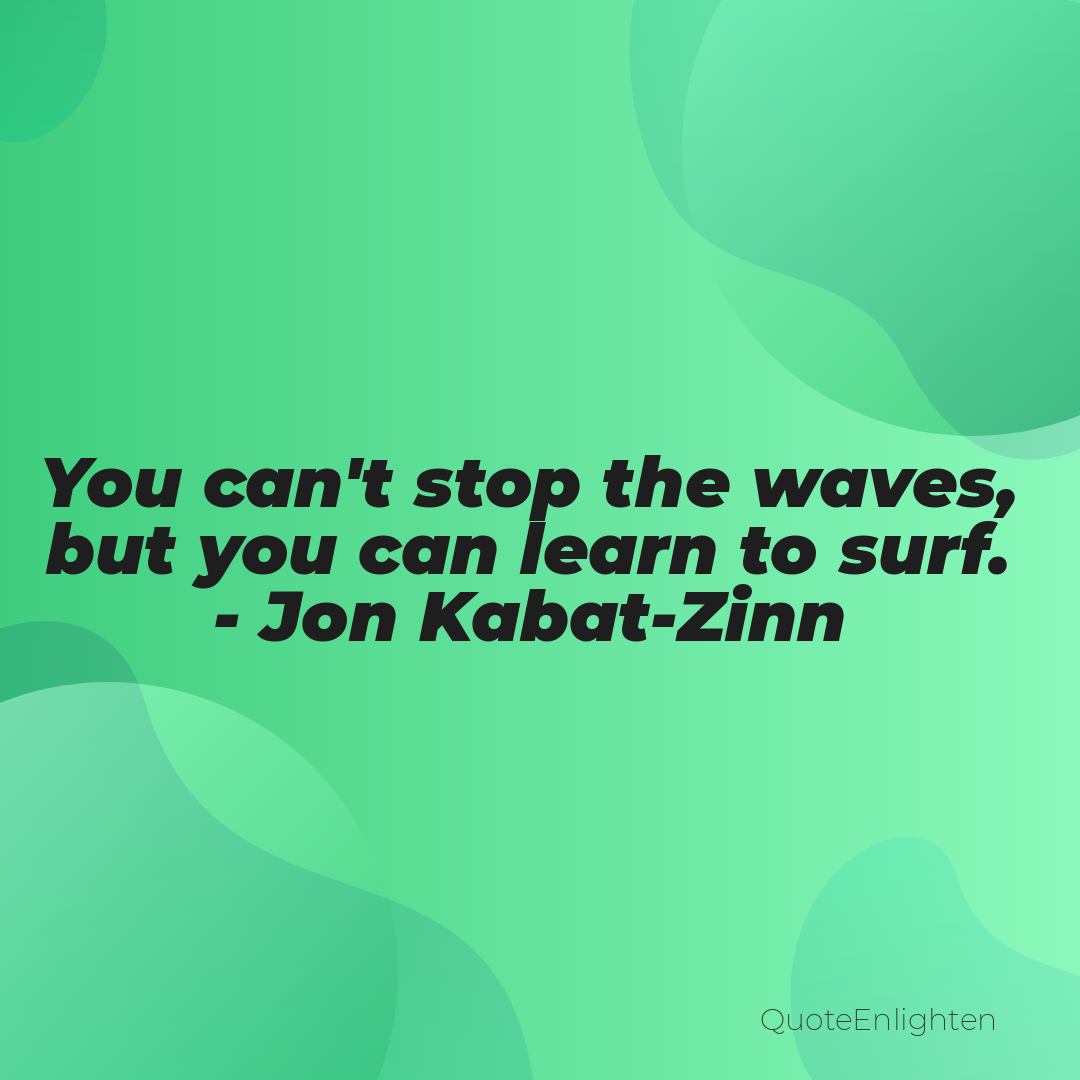 You can't stop the waves,
but you can learn to surf.
- Jon Kabat-Zinn
QuoteEnlighten